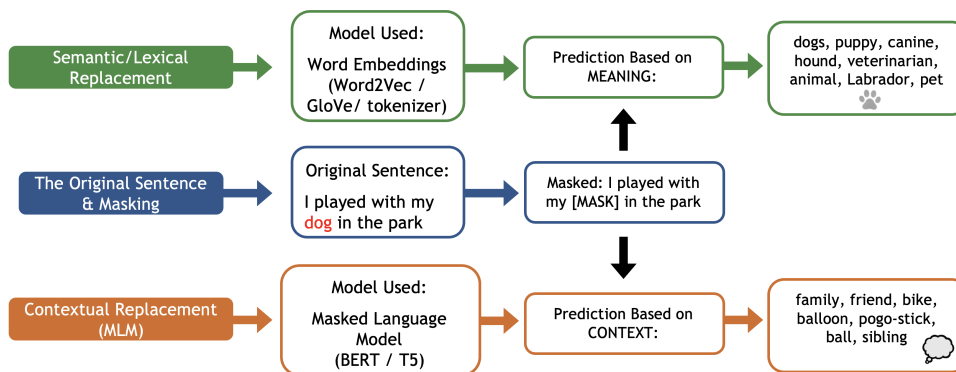 Semantic/Lexical
Replacement
Model Used:
Word Embeddings
(Word2Vec /
GloVe/ tokenizer)
Prediction Based on
MEANING:
dogs, puppy, canine,
hound, veterinarian,
animal, Labrador, pet
The Original Sentence
& Masking
Original Sentence:
I played with my
dog in the park
Masked: I played with
my [MASK] in the park
Contextual Replacement
(MLM)
Model Used:
Masked Language
Model
(BERT / T5)
Prediction Based on
CONTEXT:
family, friend, bike,
balloon, pogo-stick,
ball, sibling